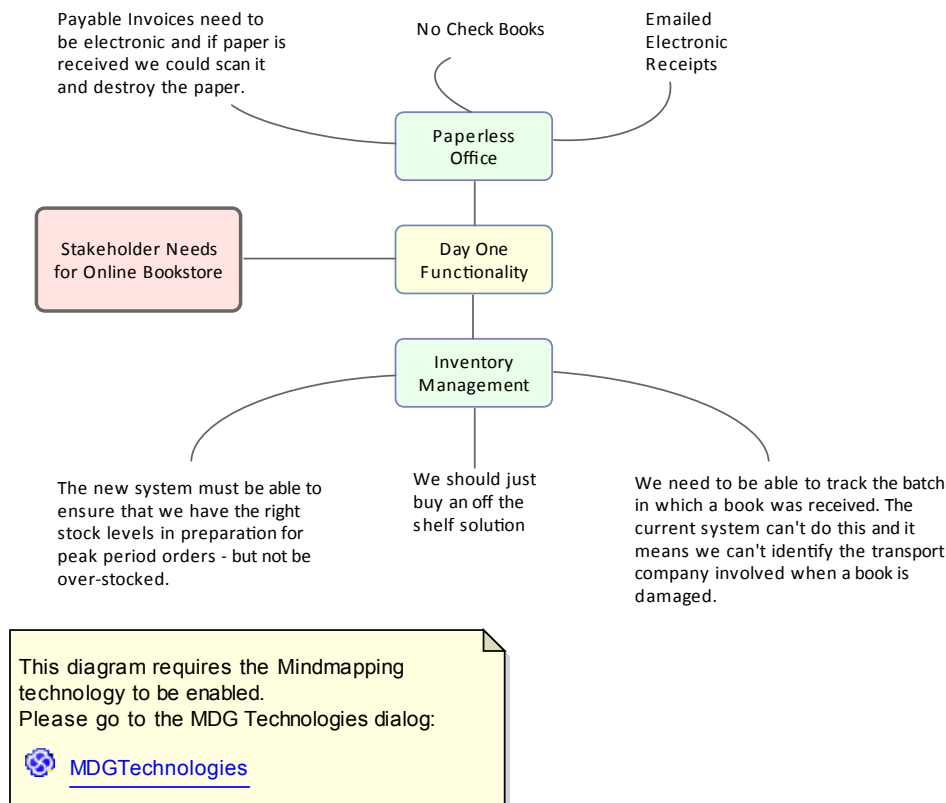 Payable Invoices need to
be electronic and if paper is
received we could scan it
and destroy the paper.
No Check Books
Emailed
Electronic
Receipts
Paperless
Office
Stakeholder Needs
for Online Bookstore
Day One
Functionality
Inventory
Management
The new system must be able to
ensure that we have the right
stock levels in preparation for
peak period orders - but not be
over-stocked.
We should just
buy an off the
shelf solution
We need to be able to track the batch
in which a book was received. The
current system can't do this and it
means we can't identify the transport
company involved when a book is
damaged.
This diagram requires the Mindmapping
technology to be enabled.
Please go to the MDG Technologies dialog:
MDGTechnologies